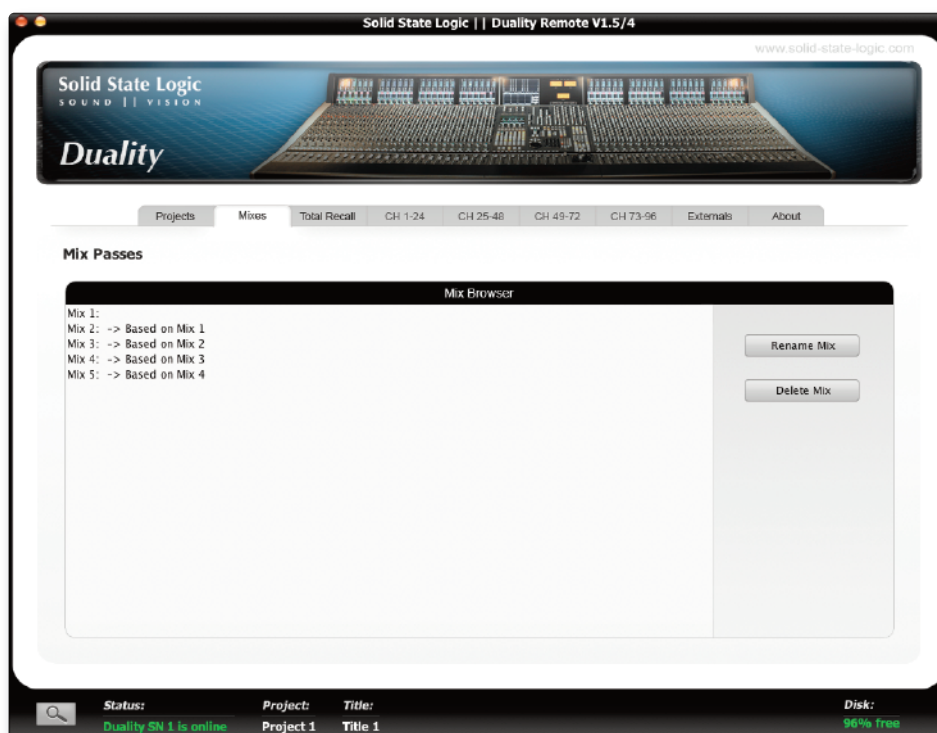 Solid State Logic || Duality Remote V1.5/4
www.solid-state-logic.com
Solid State Logic
SOUND || VISION
Duality
Projects Mixes Total Recall CH 1-24 CH 25-48 CH 49-72 CH 73-96 Externals About
Mix Passes
Mix Browser
Mix 1:
Mix 2: -> Based on Mix 1
Mix 3: -> Based on Mix 2
Mix 4: -> Based on Mix 3
Mix 5: -> Based on Mix 4
Rename Mix
Delete Mix
Status: Project: Title: Disk:
Duality SN 1 is online Project 1 Title 1 96% free